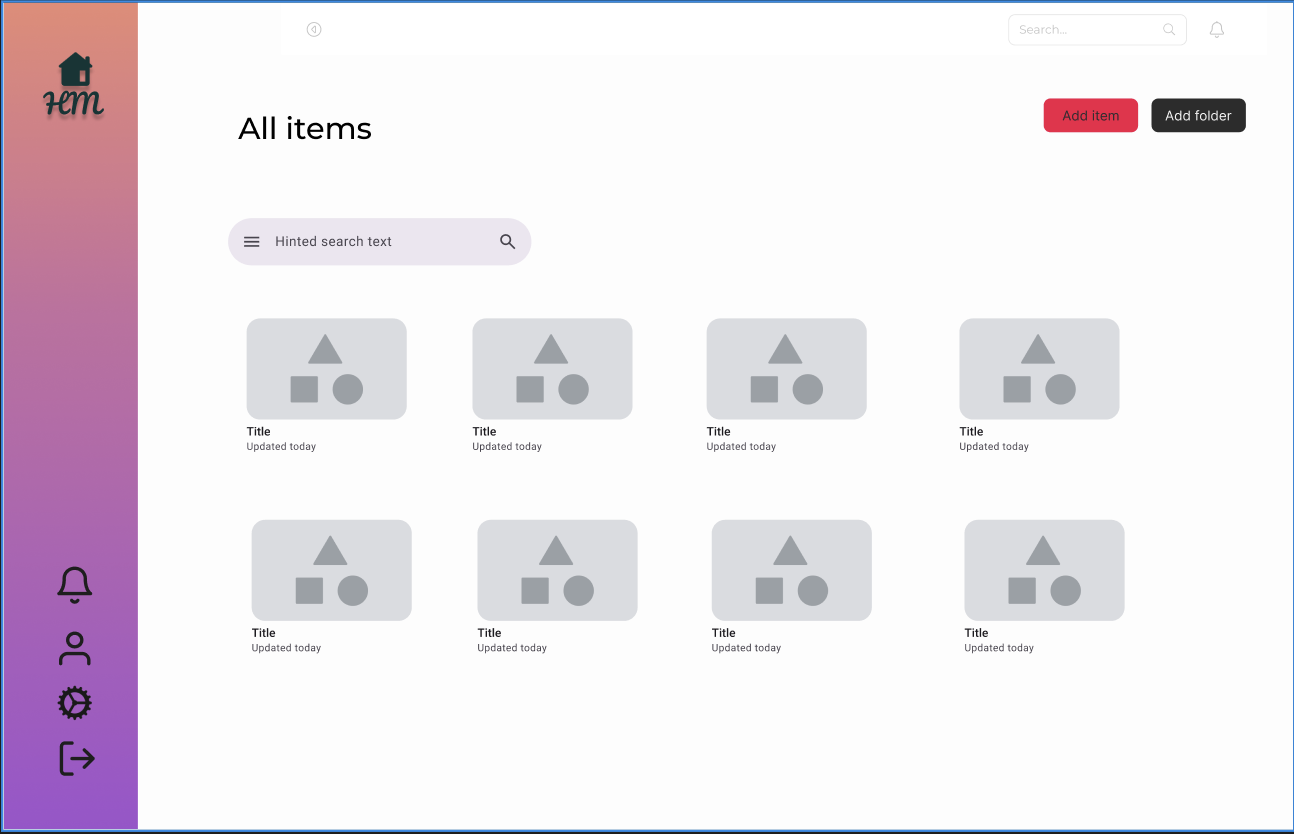 HM
Search...
All items
Add item
Add folder
Hinted search text
Title
Updated today
Title
Updated today
Title
Updated today
Title
Updated today
Title
Updated today
Title
Updated today
Title
Updated today
Title
Updated today